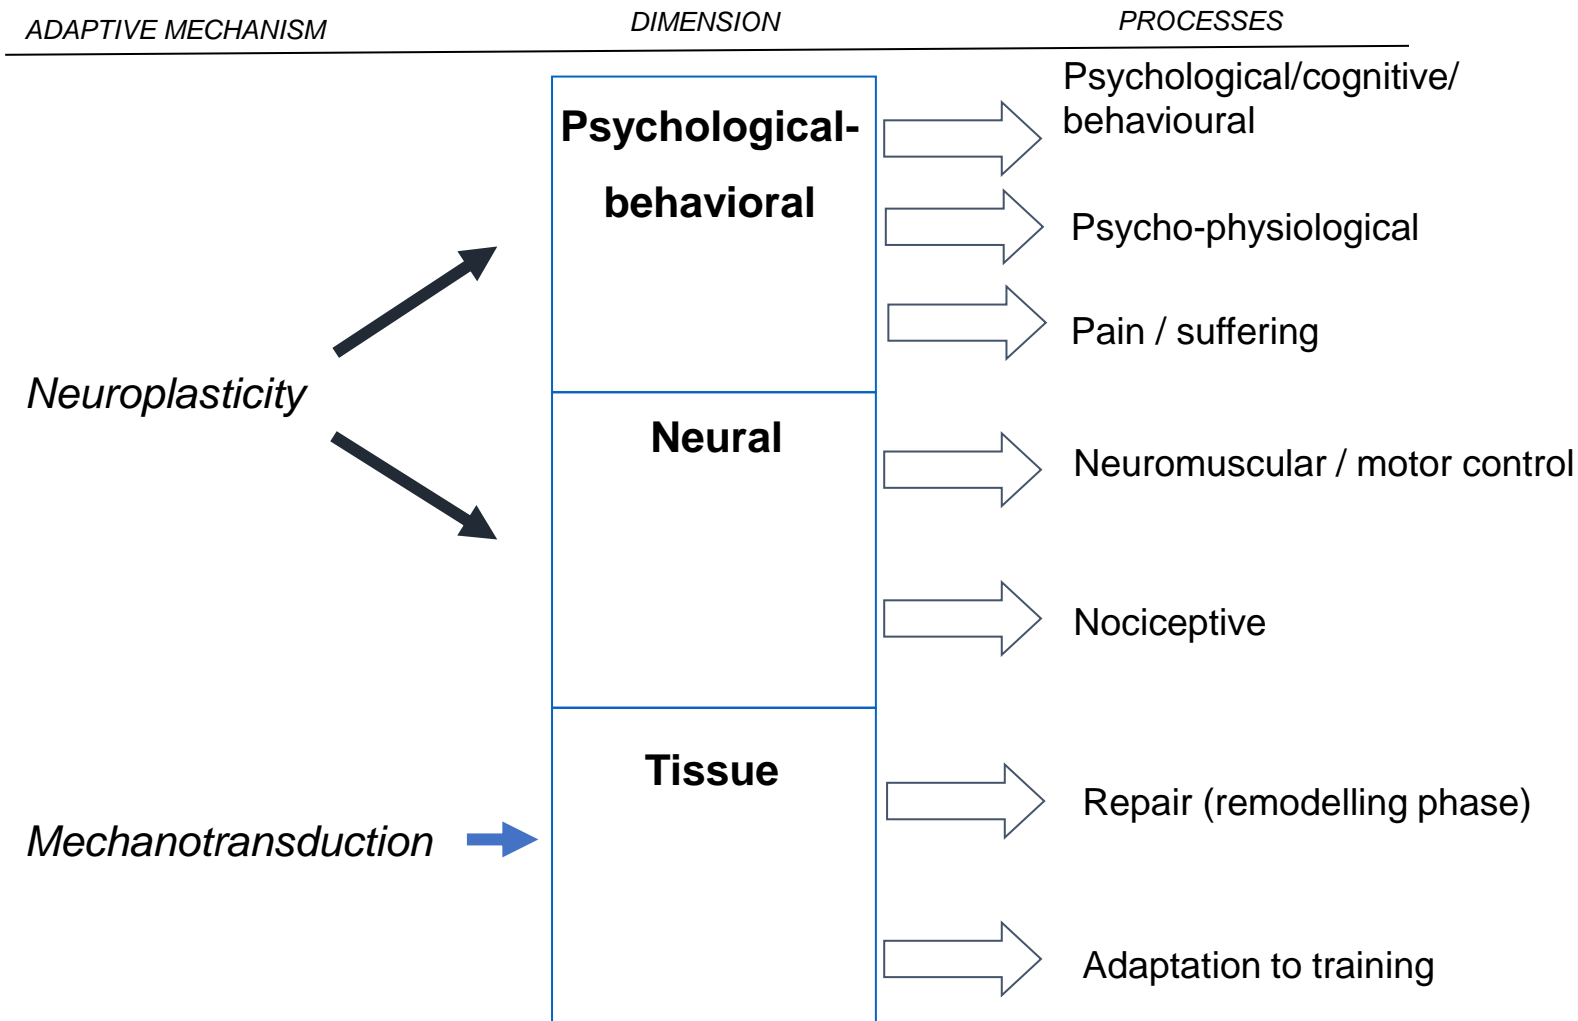 ADAPTIVE MECHANISM
DIMENSION
PROCESSES
Psychological-
behavioral
Psychological/cognitive/
behavioural
Psycho-physiological
Pain / suffering
Neuroplasticity
Neural
Neuromuscular / motor control
Nociceptive
Tissue
Mechanotransduction
Repair (remodelling phase)
Adaptation to training